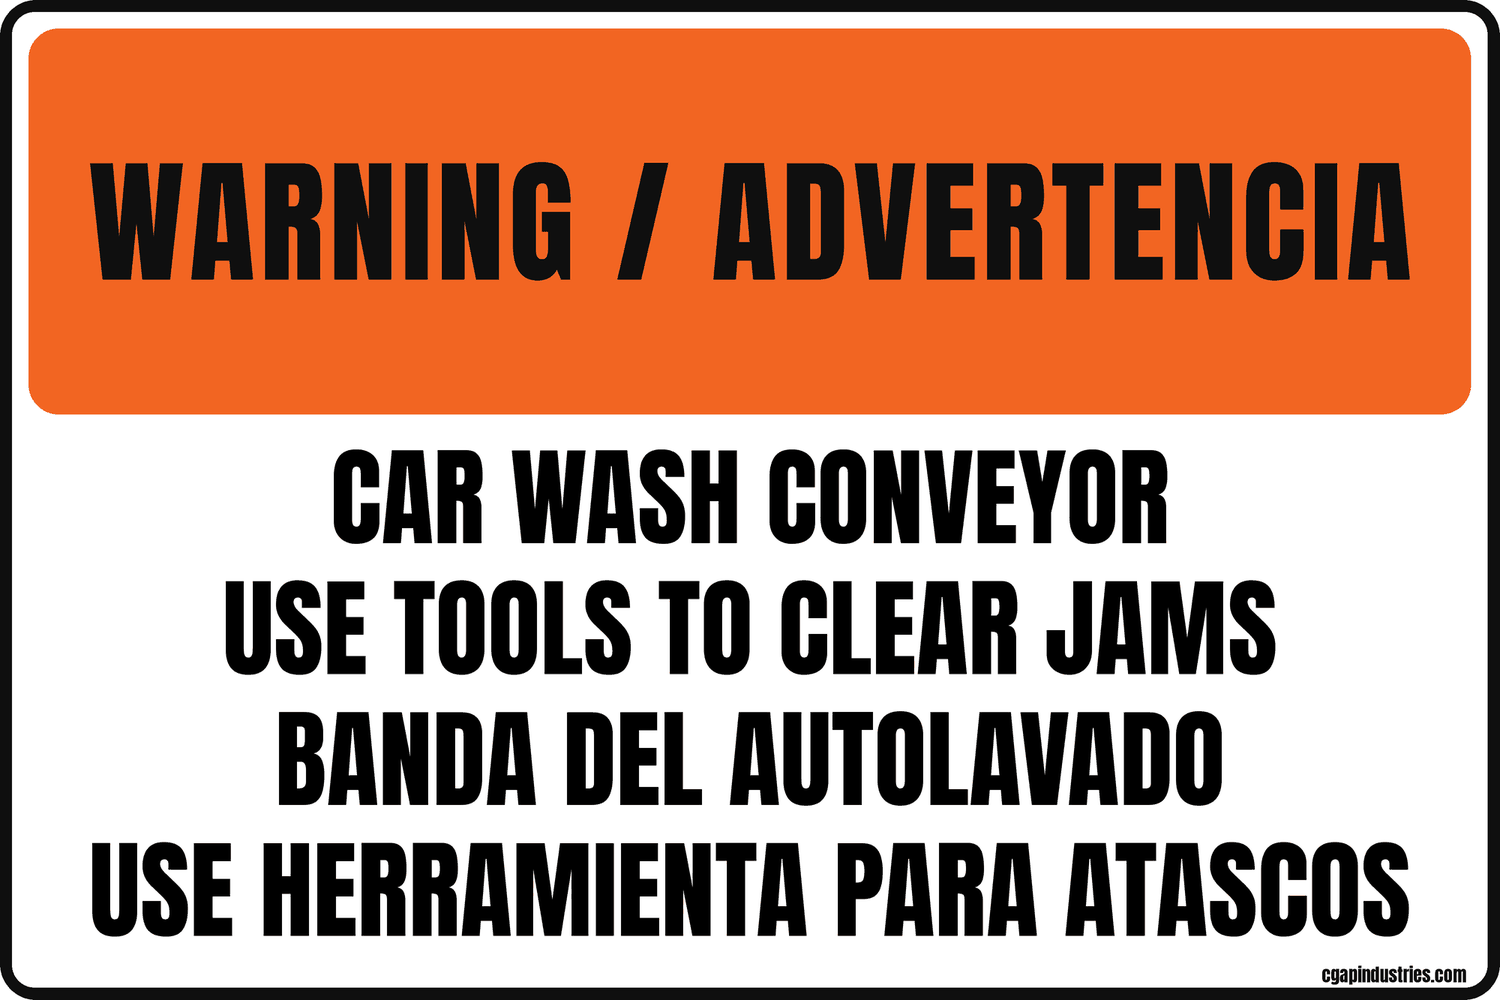 WARNING / ADVERTENCIA
CAR WASH CONVEYOR
USE TOOLS TO CLEAR JAMS
BANDA DEL AUTOLAVADO
USE HERRAMIENTA PARA ATASCOS
cgapindustries.com